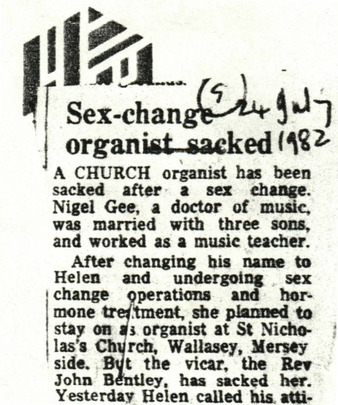 Sex-change
organist sacked
(G) 24 July
1982
A CHURCH organist has been
sacked after a sex change.
Nigel Gee, a doctor of music,
was married with three sons,
and worked as a music teacher.
After changing his name to
Helen and undergoing sex
change operations and hor-
mone treatment, she planned to
stay on as organist at St Nicho-
las's Church, Wallasey, Mersey
side. But the vicar, the Rev
John Bentley, has sacked her.
Yesterday Helen called his atti-